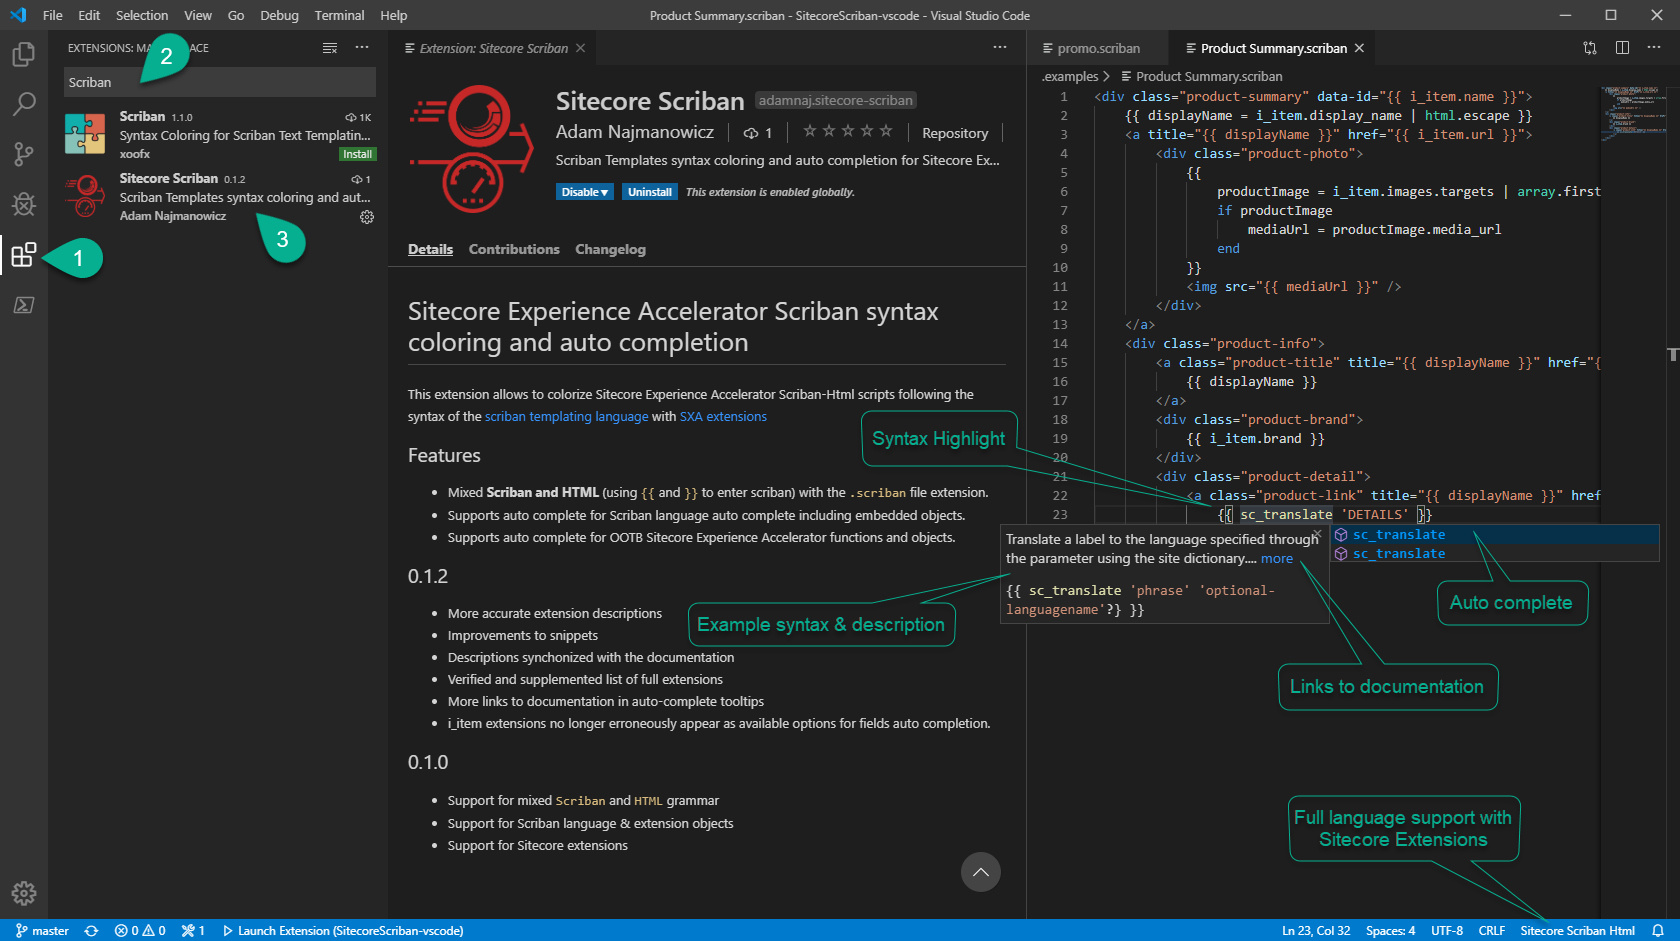 File Edit Selection View Go Debug Terminal Help
Product Summary.scriban - SitecoreScriban-vscode - Visual Studio Code
EXTENSIONS: MA
ACE
2
Scriban
Scriban 1.1.0
1K
Syntax Coloring for Scriban Text Templatin...
xoofx
Install
Sitecore Scriban 0.1.2
1
Scriban Templates syntax coloring and aut...
Adam Najmanowicz
3
1
Extension: Sitecore Scriban
Sitecore Scriban
adamnaj.sitecore-scriban
Adam Najmanowicz
1
Repository
Scriban Templates syntax coloring and auto completion for Sitecore Ex...
Disable
Uninstall
This extension is enabled globally.
Details Contributions Changelog
Sitecore Experience Accelerator Scriban syntax
coloring and auto completion
This extension allows to colorize Sitecore Experience Accelerator Scriban-Html scripts following the
syntax of the scriban templating language with SXA extensions
Features
• Mixed Scriban and HTML (using {{ and }} to enter scriban) with the .scriban file extension.
• Supports auto complete for Scriban language auto complete including embedded objects.
• Supports auto complete for OOTB Sitecore Experience Accelerator functions and objects.
0.1.2
• More accurate extension descriptions
• Improvements to snippets
• Descriptions synchonized with the documentation
• Verified and supplemented list of full extensions
• More links to documentation in auto-complete tooltips
• i_item extensions no longer erroneously appear as available options for fields auto completion.
0.1.0
• Support for mixed Scriban and HTML grammar
• Support for Scriban language & extension objects
• Support for Sitecore extensions
promo.scriban
Product Summary.scriban
.examples > Product Summary.scriban
1 <div class="product-summary" data-id="{{ i_item.name }}">
2 {{ displayName = i_item.display_name | html.escape }}
3 <a title="{{ displayName }}" href="{{ i_item.url }}">
4 <div class="product-photo">
5 {{
6 productImage = i_item.images.targets | array.first
7 if productImage
8 mediaUrl = productImage.media_url
9 end
10 }}
11 <img src="{{ mediaUrl }}" />
12 </div>
13 </a>
14 <div class="product-info">
15 <a class="product-title" title="{{ displayName }}" href="{
16 {{ displayName }}
17 </a>
18 <div class="product-brand">
19 {{ i_item.brand }}
20 </div>
21 <div class="product-detail">
22 <a class="product-link" title="{{ displayName }}" href
23 {{ sc_translate 'DETAILS' }}
Syntax Highlight
Translate a label to the language specified through
the parameter using the site dictionary.... more
{{ sc_translate 'phrase' 'optional-
languagename'?} }}
sc_translate
sc_translate
Example syntax & description
Auto complete
Links to documentation
Full language support with
Sitecore Extensions
master
0
0
1
Launch Extension (SitecoreScriban-vscode)
Ln 23, Col 32
Spaces: 4
UTF-8
CRLF
Sitecore Scriban Html